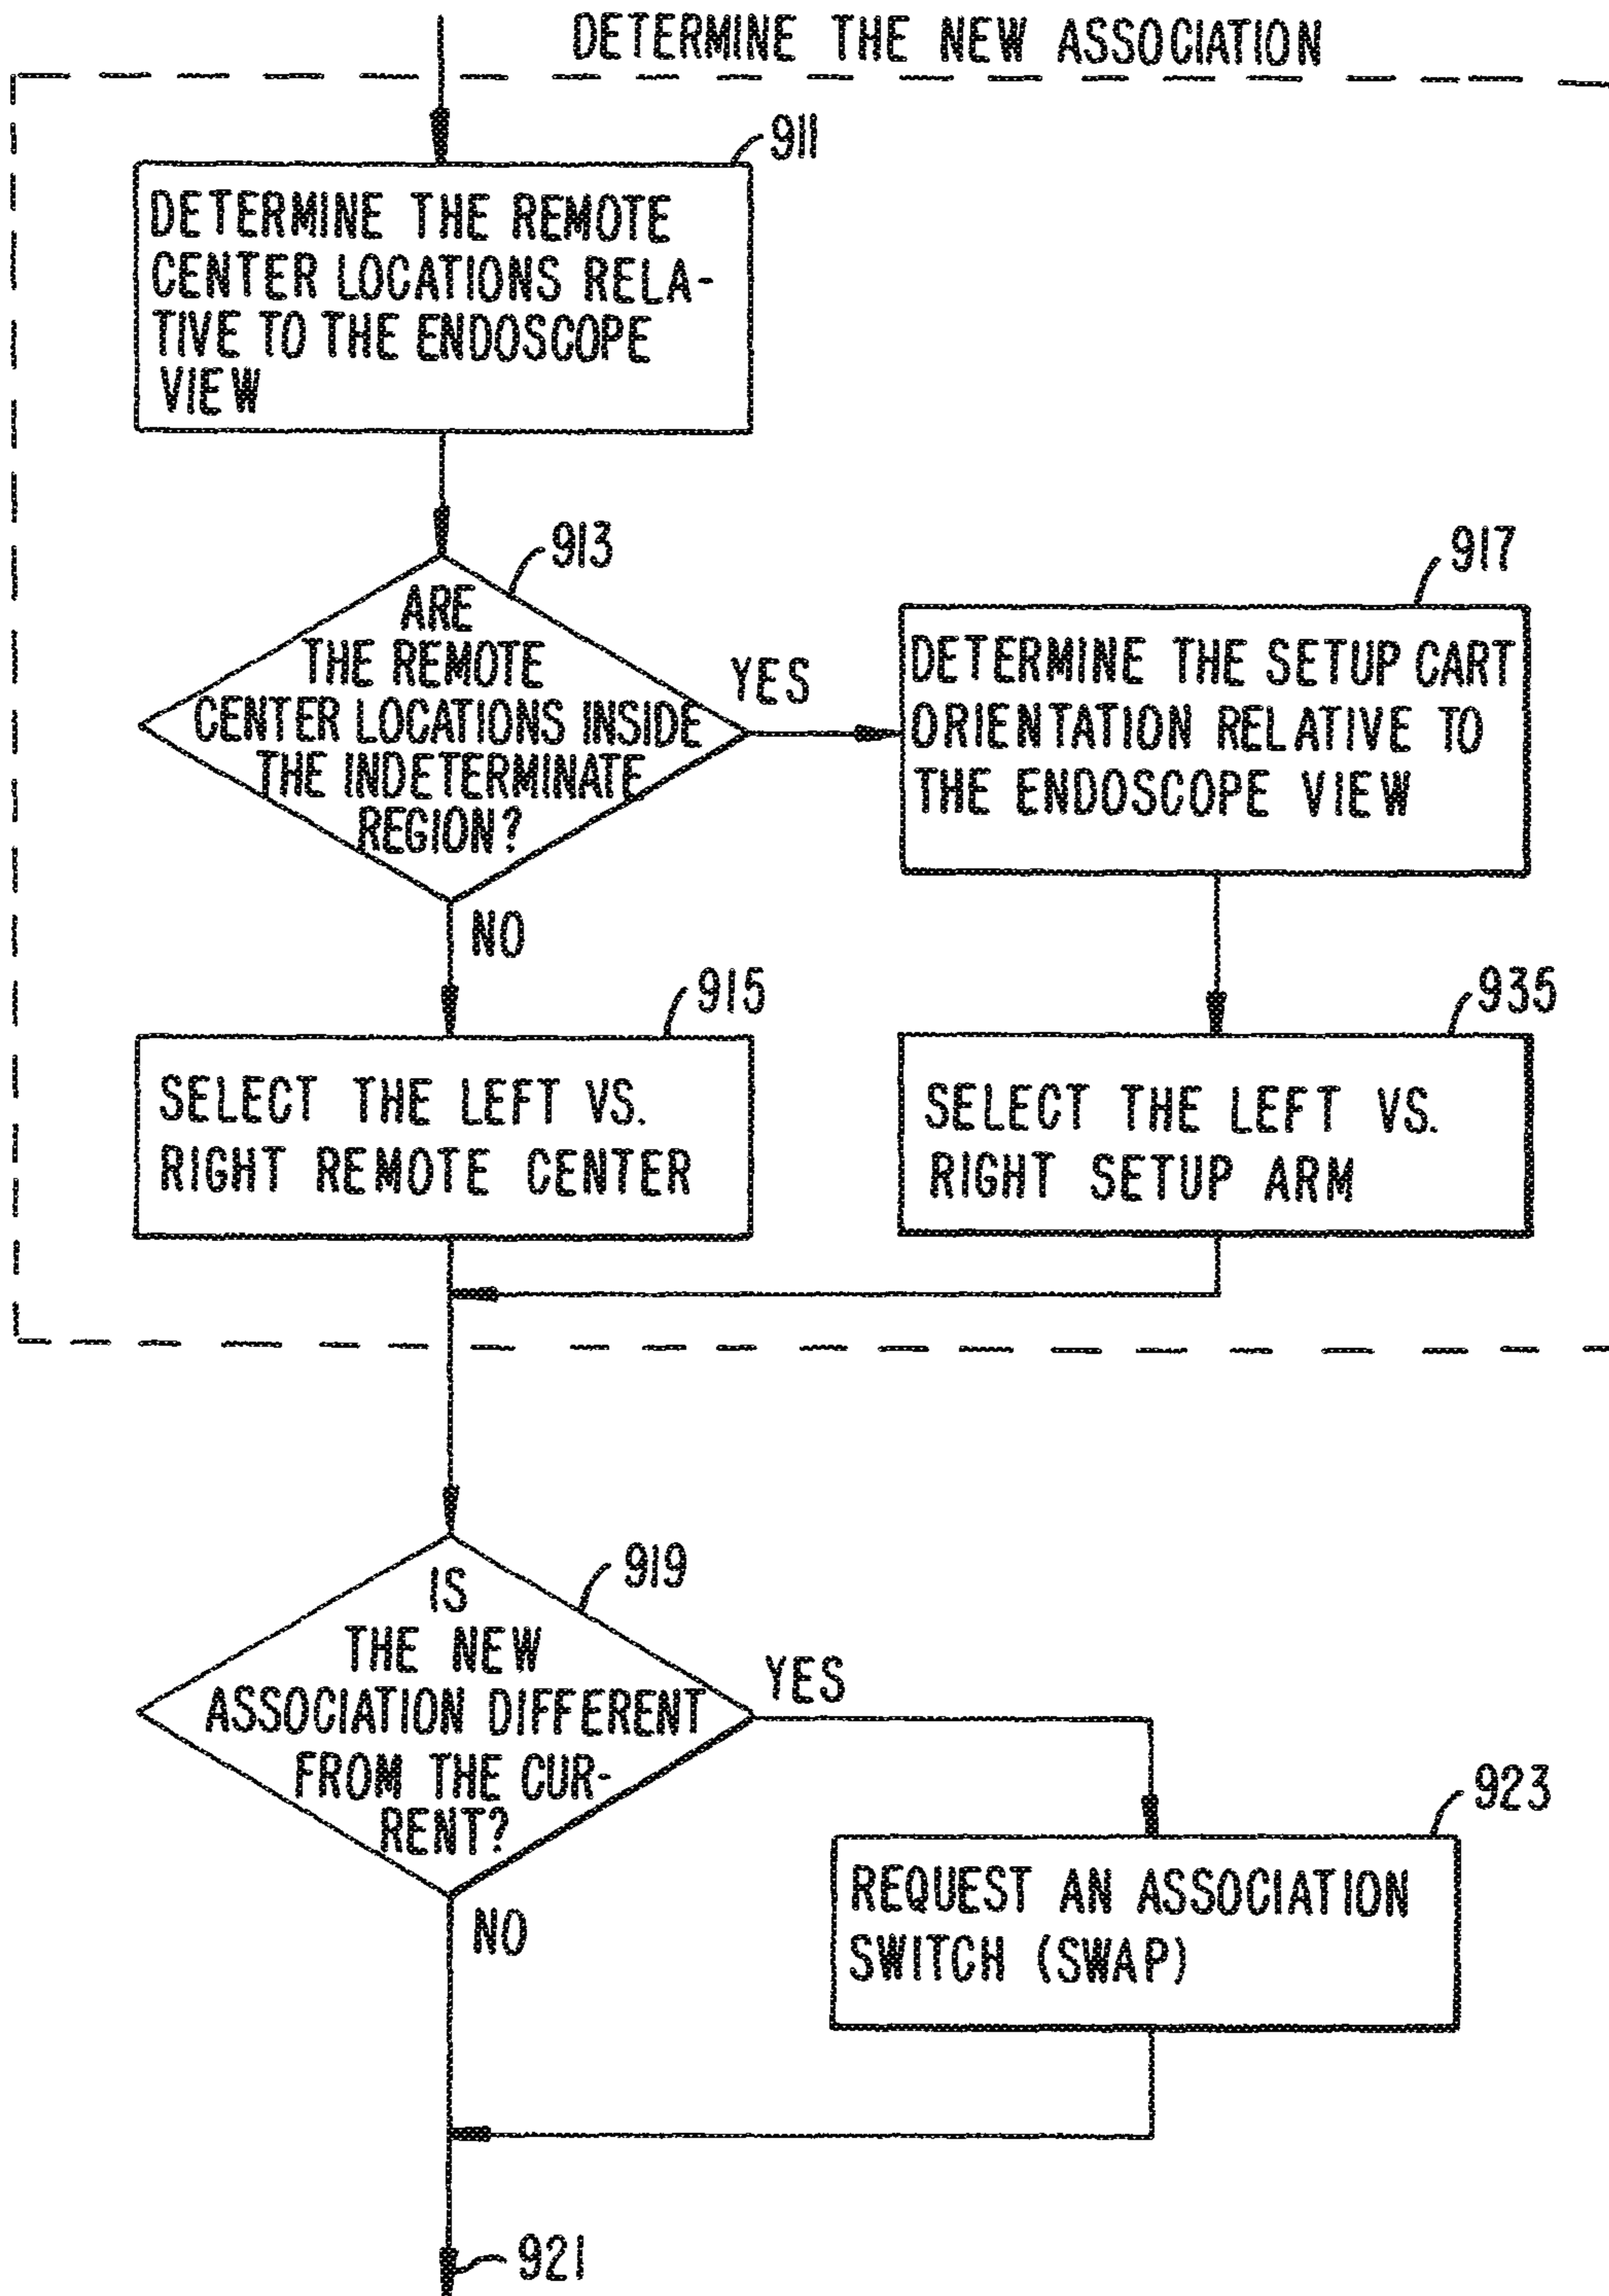 DETERMINE THE NEW ASSOCIATION
911
DETERMINE THE REMOTE
CENTER LOCATIONS RELA-
TIVE TO THE ENDOSCOPE
VIEW
913
ARE
THE REMOTE
CENTER LOCATIONS INSIDE
THE INDETERMINATE
REGION?
YES
NO
917
DETERMINE THE SETUP CART
ORIENTATION RELATIVE TO
THE ENDOSCOPE VIEW
915
SELECT THE LEFT VS.
RIGHT REMOTE CENTER
935
SELECT THE LEFT VS.
RIGHT SETUP ARM
919
IS
THE NEW
ASSOCIATION DIFFERENT
FROM THE CUR-
RENT?
YES
NO
923
REQUEST AN ASSOCIATION
SWITCH (SWAP)
921